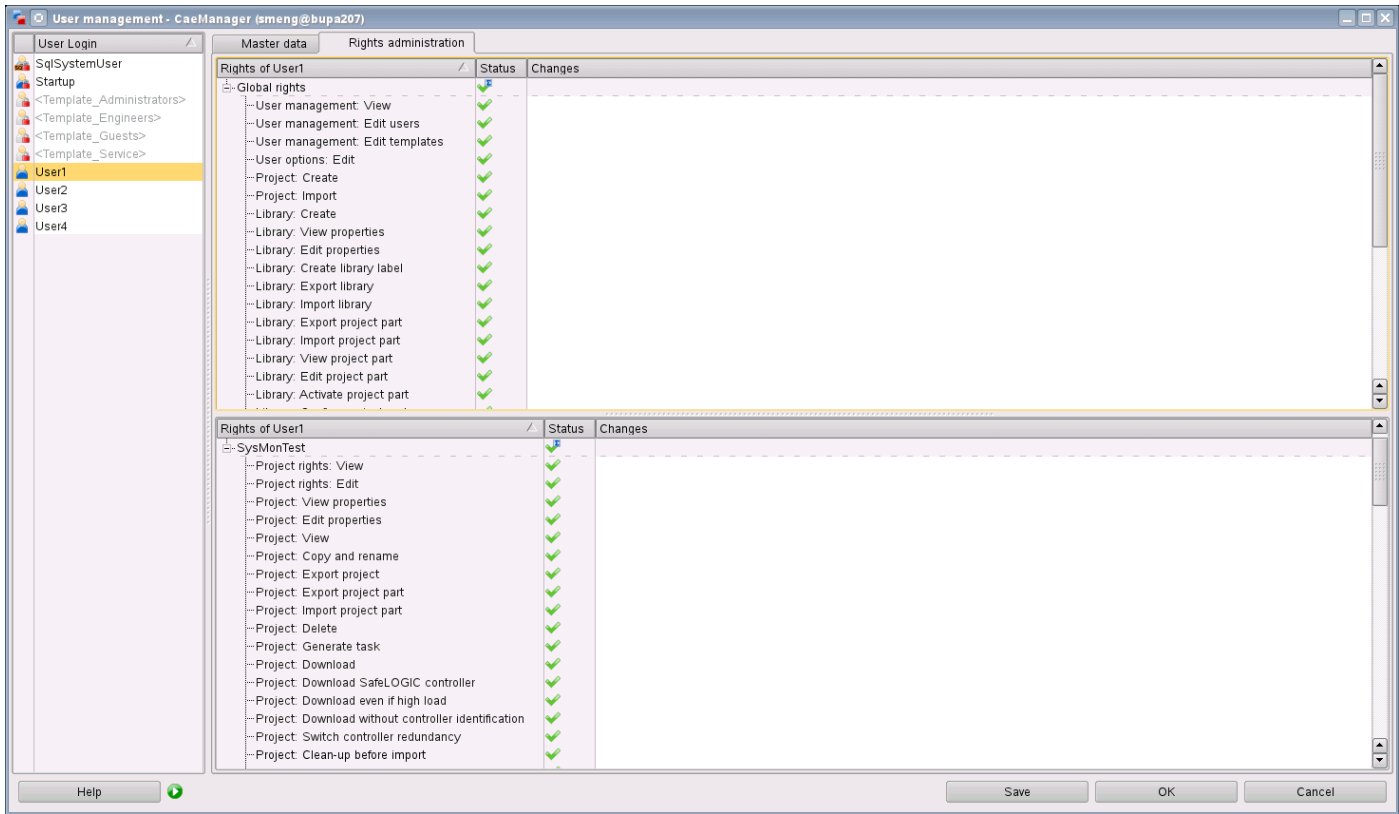 User management - CaeManager (smeng@bupa207)
User Login
SqlSystemUser
Startup
<Template_Administrators>
<Template_Engineers>
<Template_Guests>
<Template_Service>
User1
User2
User3
User4
Master data
Rights administration
Rights of User1 Status Changes
Global rights
User management: View
User management: Edit users
User management: Edit templates
User options: Edit
Project: Create
Project: Import
Library: Create
Library: View properties
Library: Edit properties
Library: Create library label
Library: Export library
Library: Import library
Library: Export project part
Library: Import project part
Library: View project part
Library: Edit project part
Library: Activate project part
Rights of User1 Status Changes
SysMonTest
Project rights: View
Project rights: Edit
Project: View properties
Project: Edit properties
Project: View
Project: Copy and rename
Project: Export project
Project: Export project part
Project: Import project part
Project: Delete
Project: Generate task
Project: Download
Project: Download SafeLOGIC controller
Project: Download even if high load
Project: Download without controller identification
Project: Switch controller redundancy
Project: Clean-up before import
Help
Save
OK
Cancel